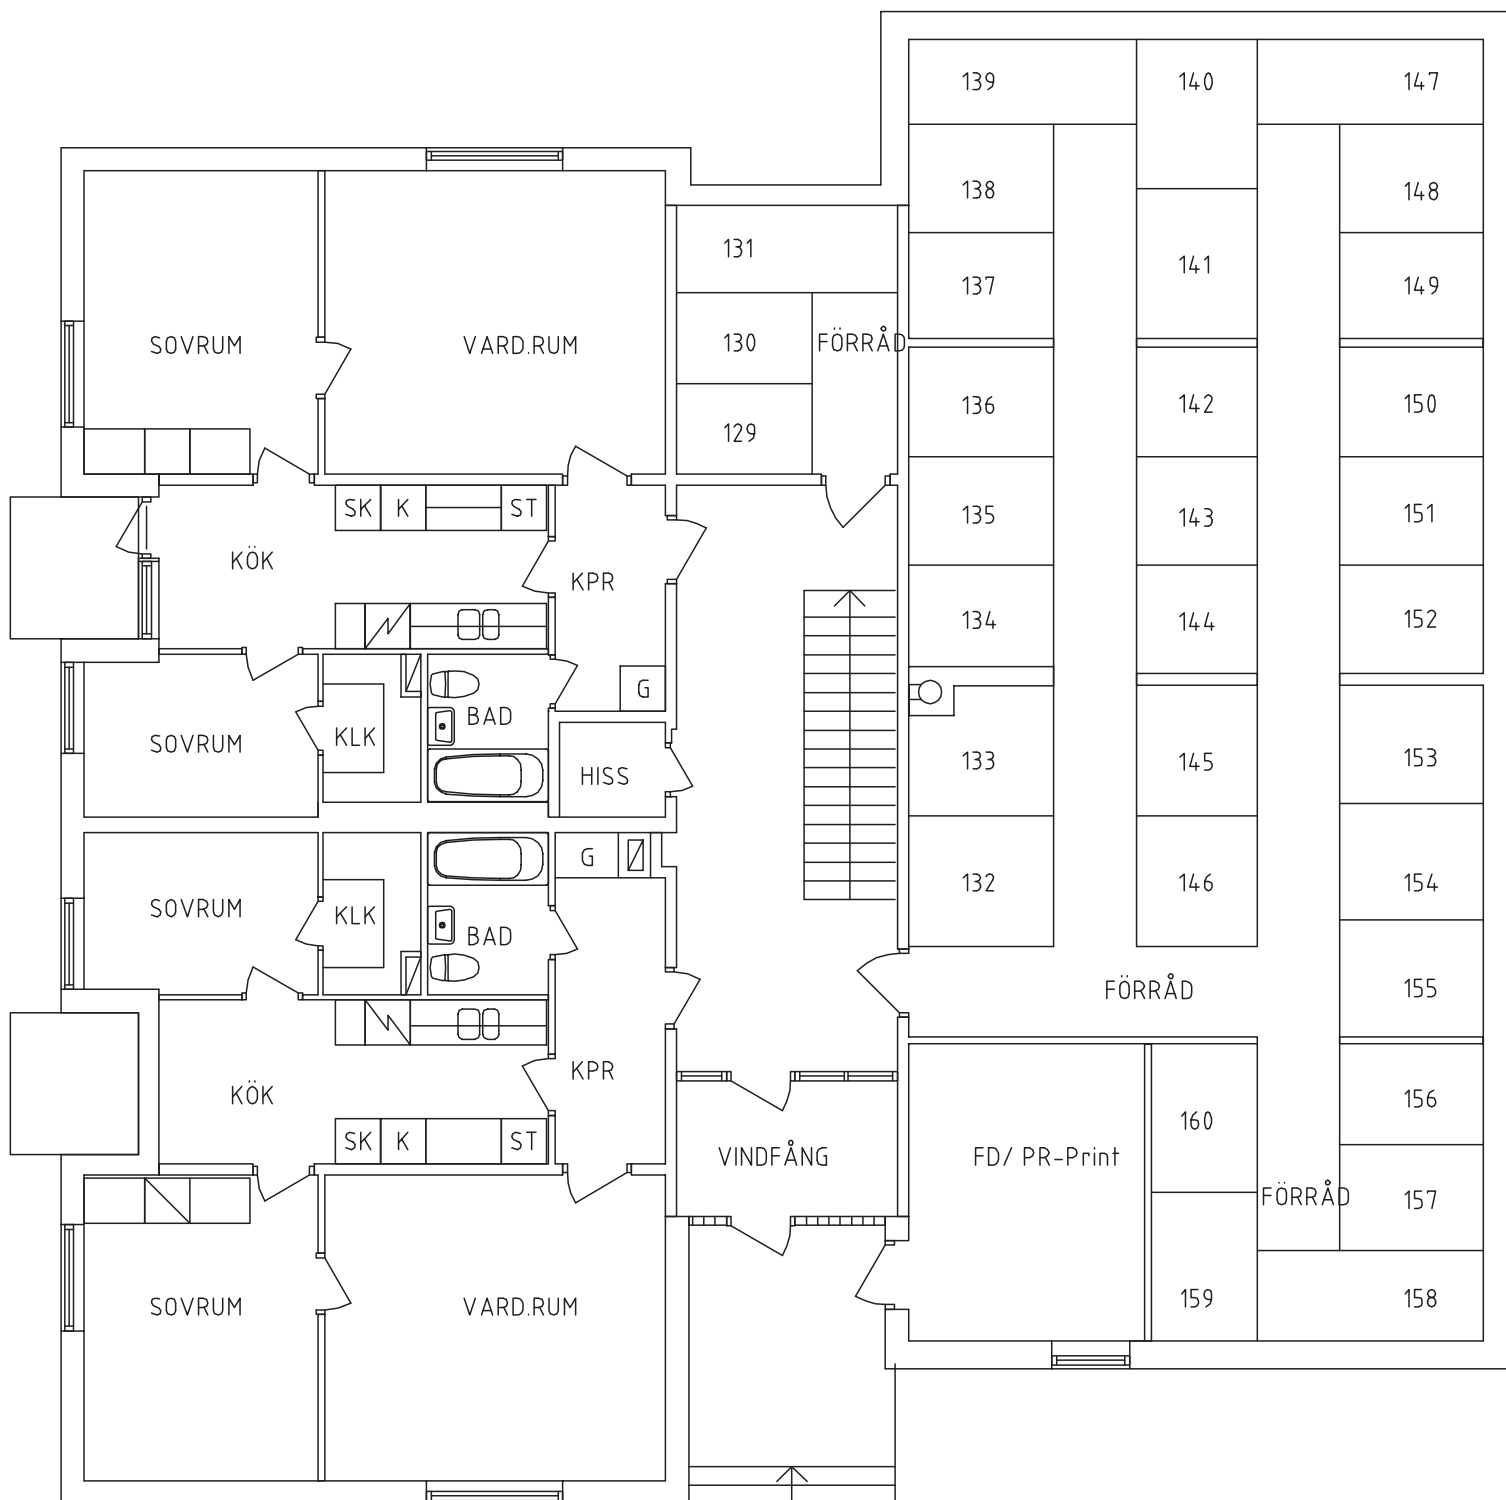 139
140
147
138
148
131
141
137
149
SOVRUM
VARD.RUM
130
FÖRRÅD
136
142
150
129
SK
K
ST
135
143
151
KÖK
KPR
134
144
152
G
BAD
SOVRUM
KLK
HISS
133
145
153
G
132
146
154
SOVRUM
KLK
BAD
FÖRRÅD
155
KÖK
KPR
156
160
SK
K
ST
VINDFÅNG
FD/ PR-Print
FÖRRÅD
157
SOVRUM
VARD.RUM
159
158